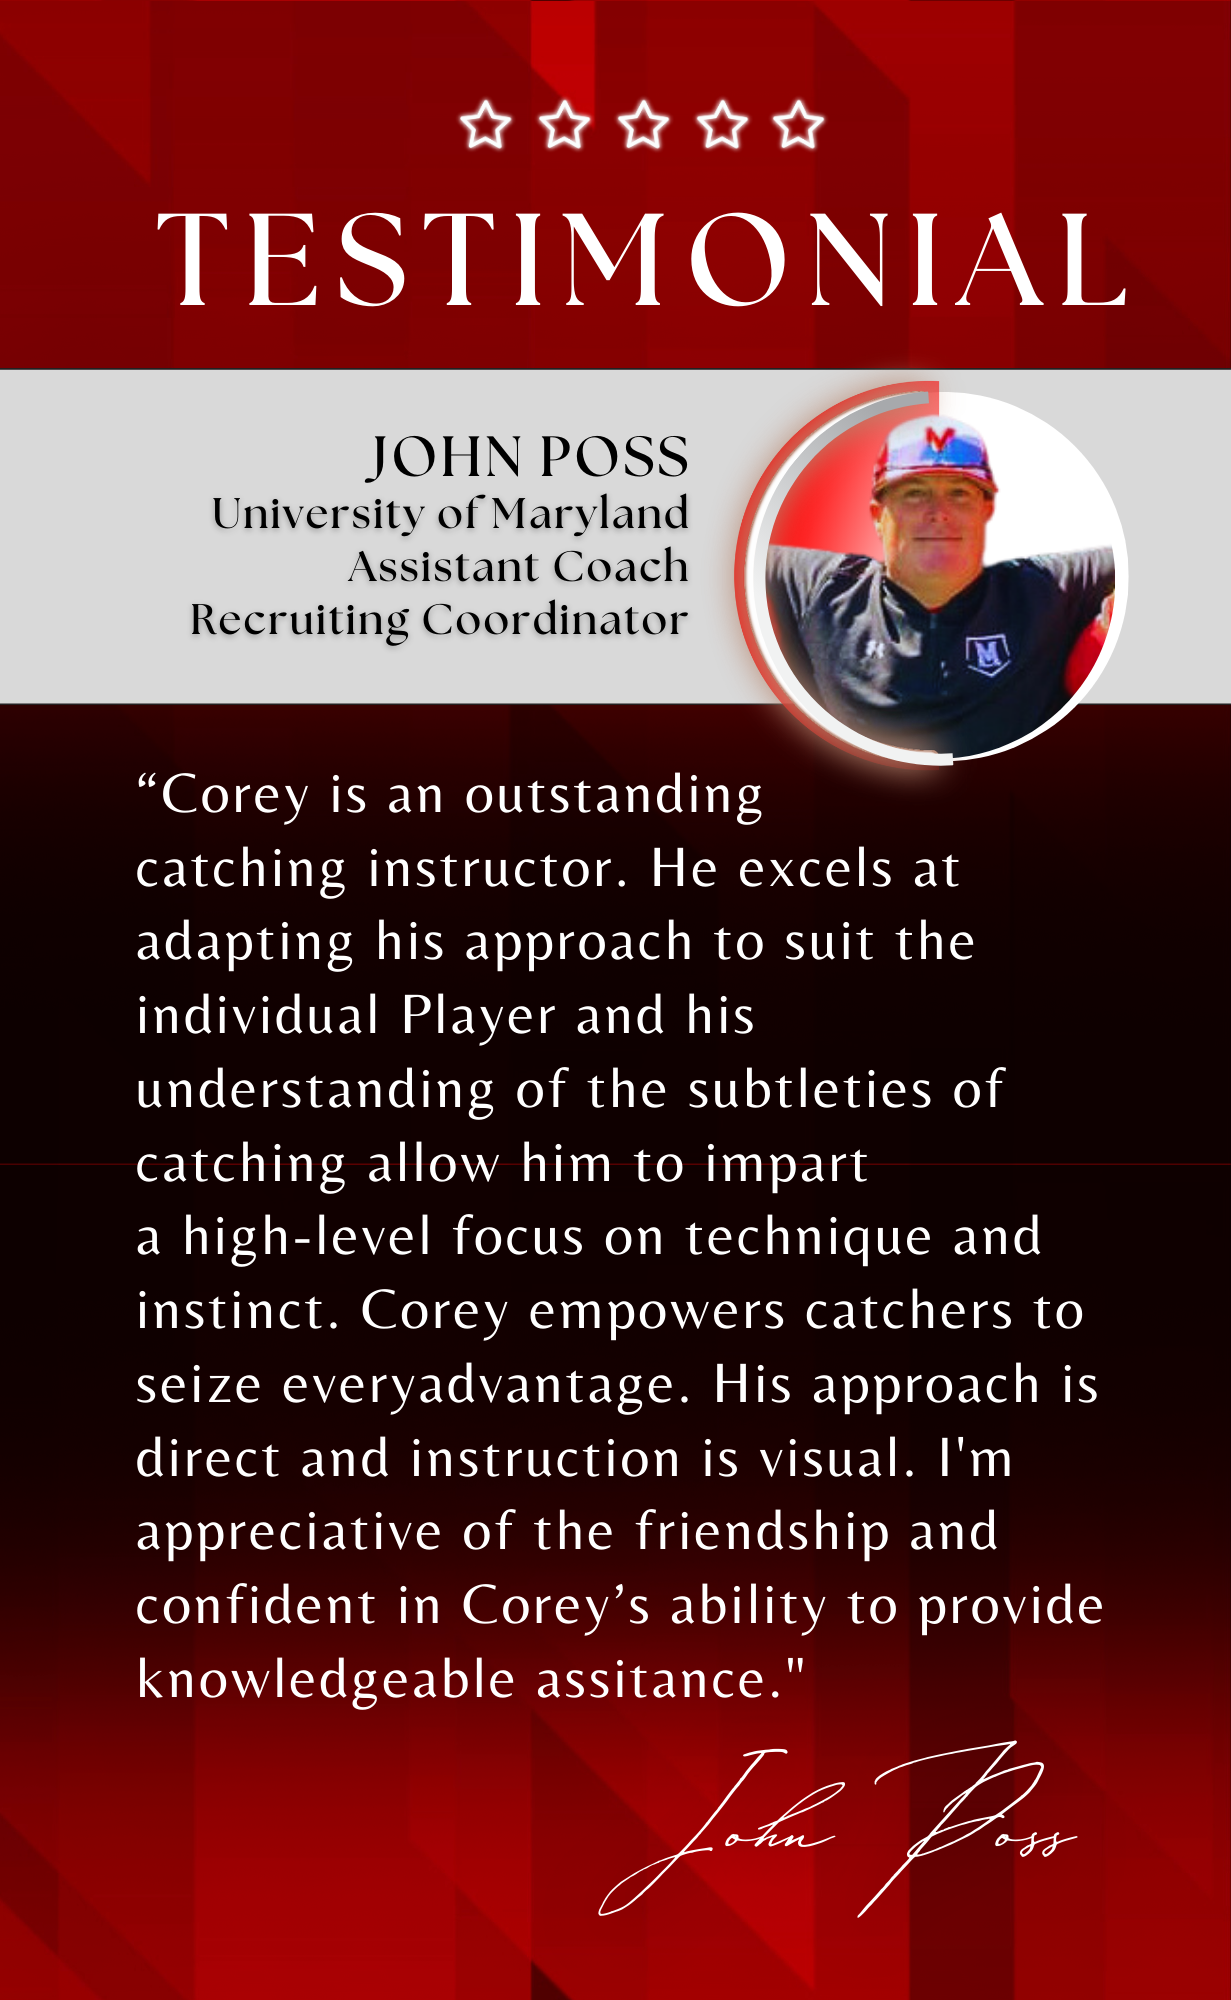 TESTIMONIAL
JOHN POSS
University of Maryland
Assistant Coach
Recruiting Coordinator
M
M
“Corey is an outstanding
catching instructor. He excels at
adapting his approach to suit the
individual Player and his
understanding of the subtleties of
catching allow him to impart
a high-level focus on technique and
instinct. Corey empowers catchers to
seize everyadvantage. His approach is
direct and instruction is visual. I'm
appreciative of the friendship and
confident in Corey’s ability to provide
knowledgeable assitance."
John Poss